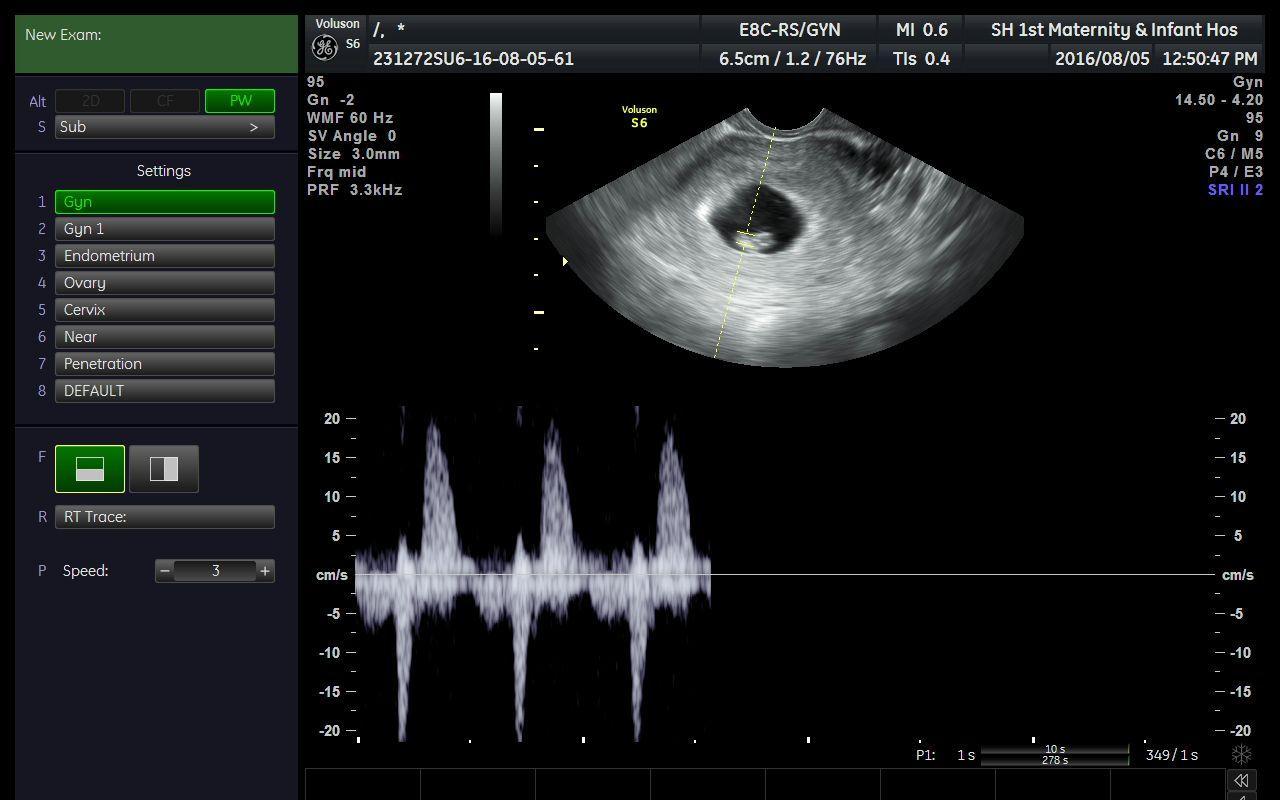 New Exam:
Alt 2D CF PW
S Sub >
Settings
1 Gyn
2 Gyn 1
3 Endometrium
4 Ovary
5 Cervix
6 Near
7 Penetration
8 DEFAULT
F
R RT Trace:
P Speed: − 3 +
Voluson
GE S6
/, *
231272SU6-16-08-05-61
E8C-RS/GYN
6.5cm / 1.2 / 76Hz
MI 0.6
TIs 0.4
SH 1st Maternity & Infant Hos
2016/08/05 12:50:47 PM
95
Gn -2
WMF 60 Hz
SV Angle 0
Size 3.0mm
Frq mid
PRF 3.3kHz
Voluson
S6
Gyn
14.50 - 4.20
95
Gn 9
C6 / M5
P4 / E3
SRI II 2
20 20
15 15
10 10
5 5
cm/s cm/s
-5 -5
-10 -10
-15 -15
-20 -20
P1: 1 s 10 s 349/1 s
278 s